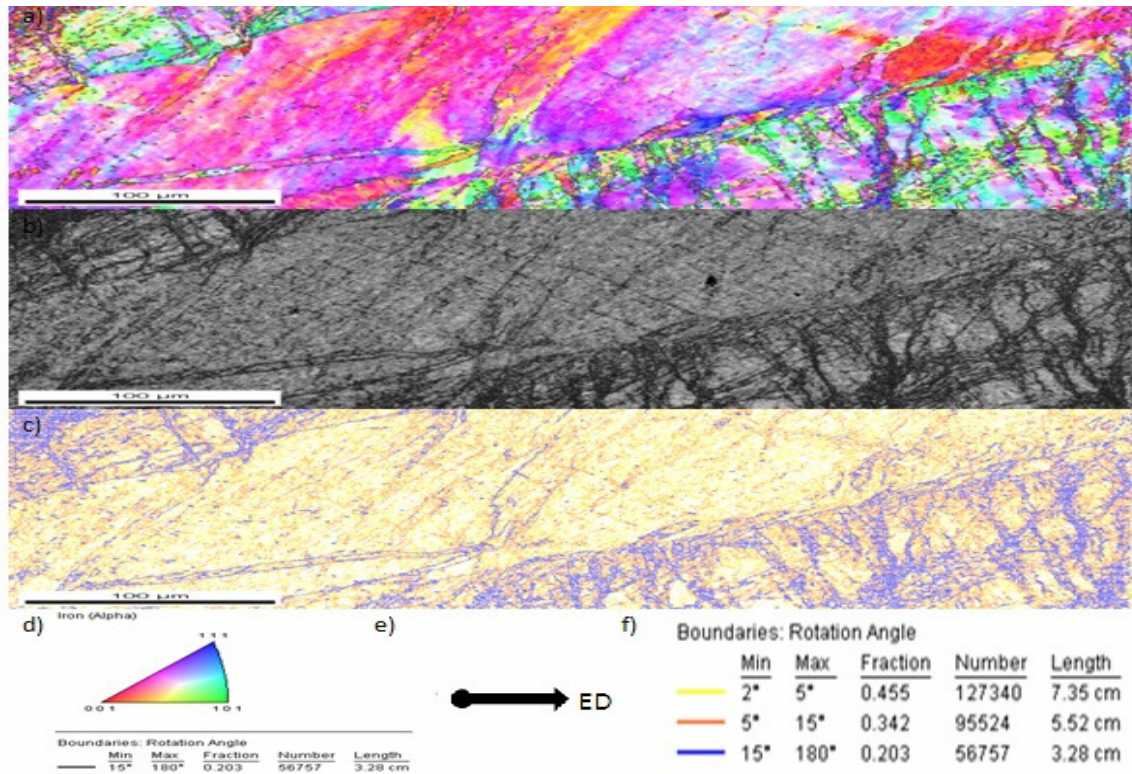 a)
100 μm
b)
100 μm
c)
100 μm
d)
Iron (Alpha)
111
001 101
Boundaries: Rotation Angle
Min Max Fraction Number Length
15° 180° 0.203 56757 3.28 cm
e)
ED
f)
Boundaries: Rotation Angle
Min Max Fraction Number Length
2° 5° 0.455 127340 7.35 cm
5° 15° 0.342 95524 5.52 cm
15° 180° 0.203 56757 3.28 cm